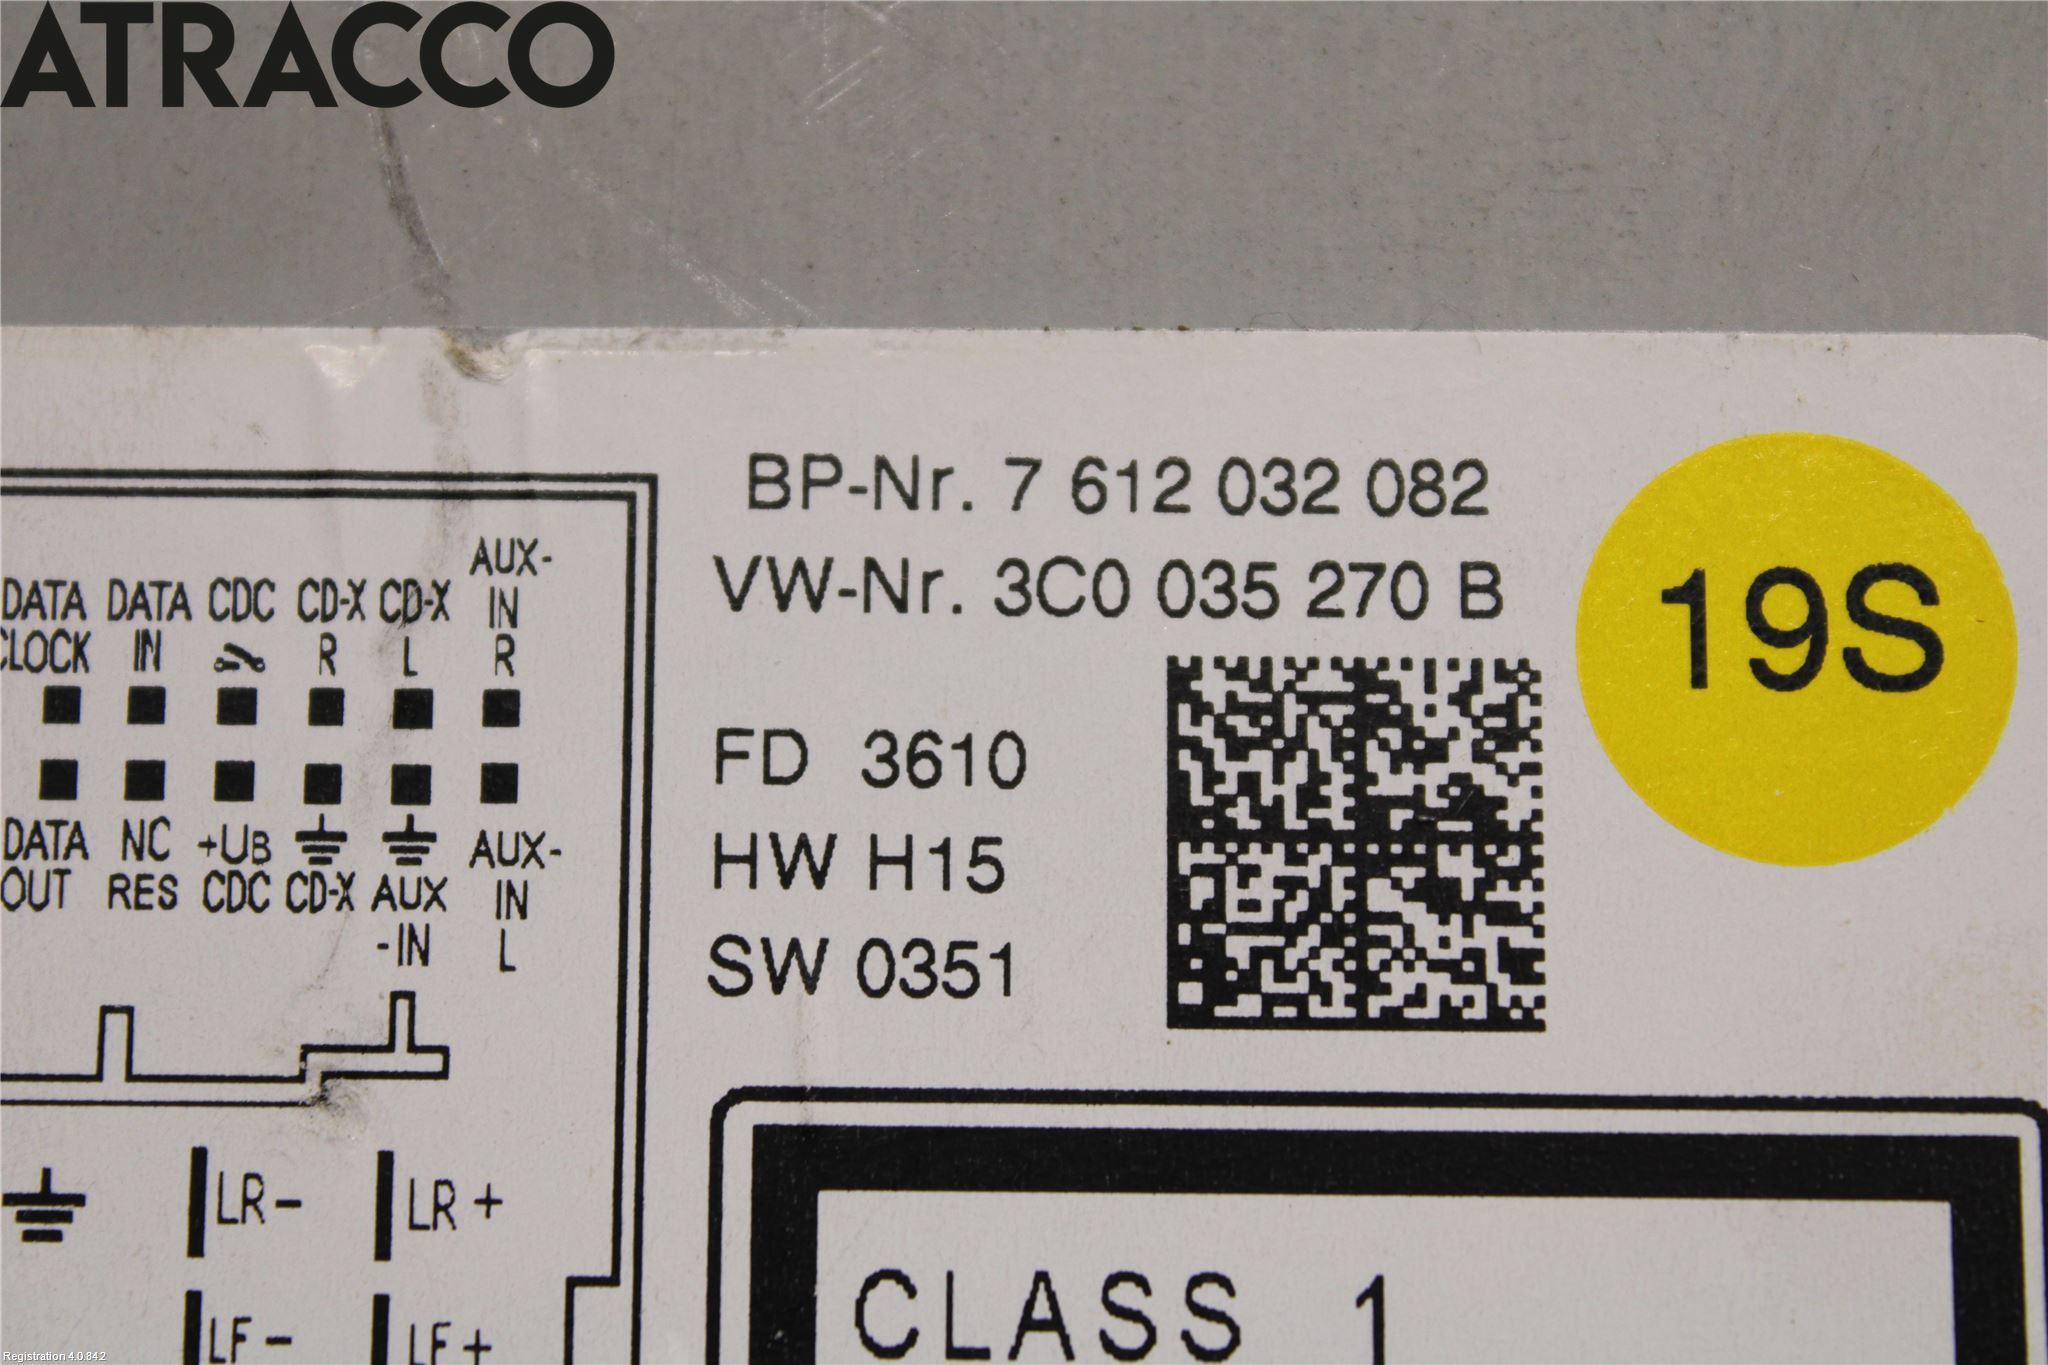 ATRACCO
BP-Nr. 7 612 032 082
VW-Nr. 3C0 035 270 B
19S
FD 3610
HW H15
SW 0351
DATA DATA CDC CD-X CD-X AUX-
CLOCK IN R L IN
R
DATA NC +UB AUX-
OUT RES CDC CD-X AUX IN
-IN L
LR- LR+
LF- LF+
CLASS 1
Registration 4.0.84.2